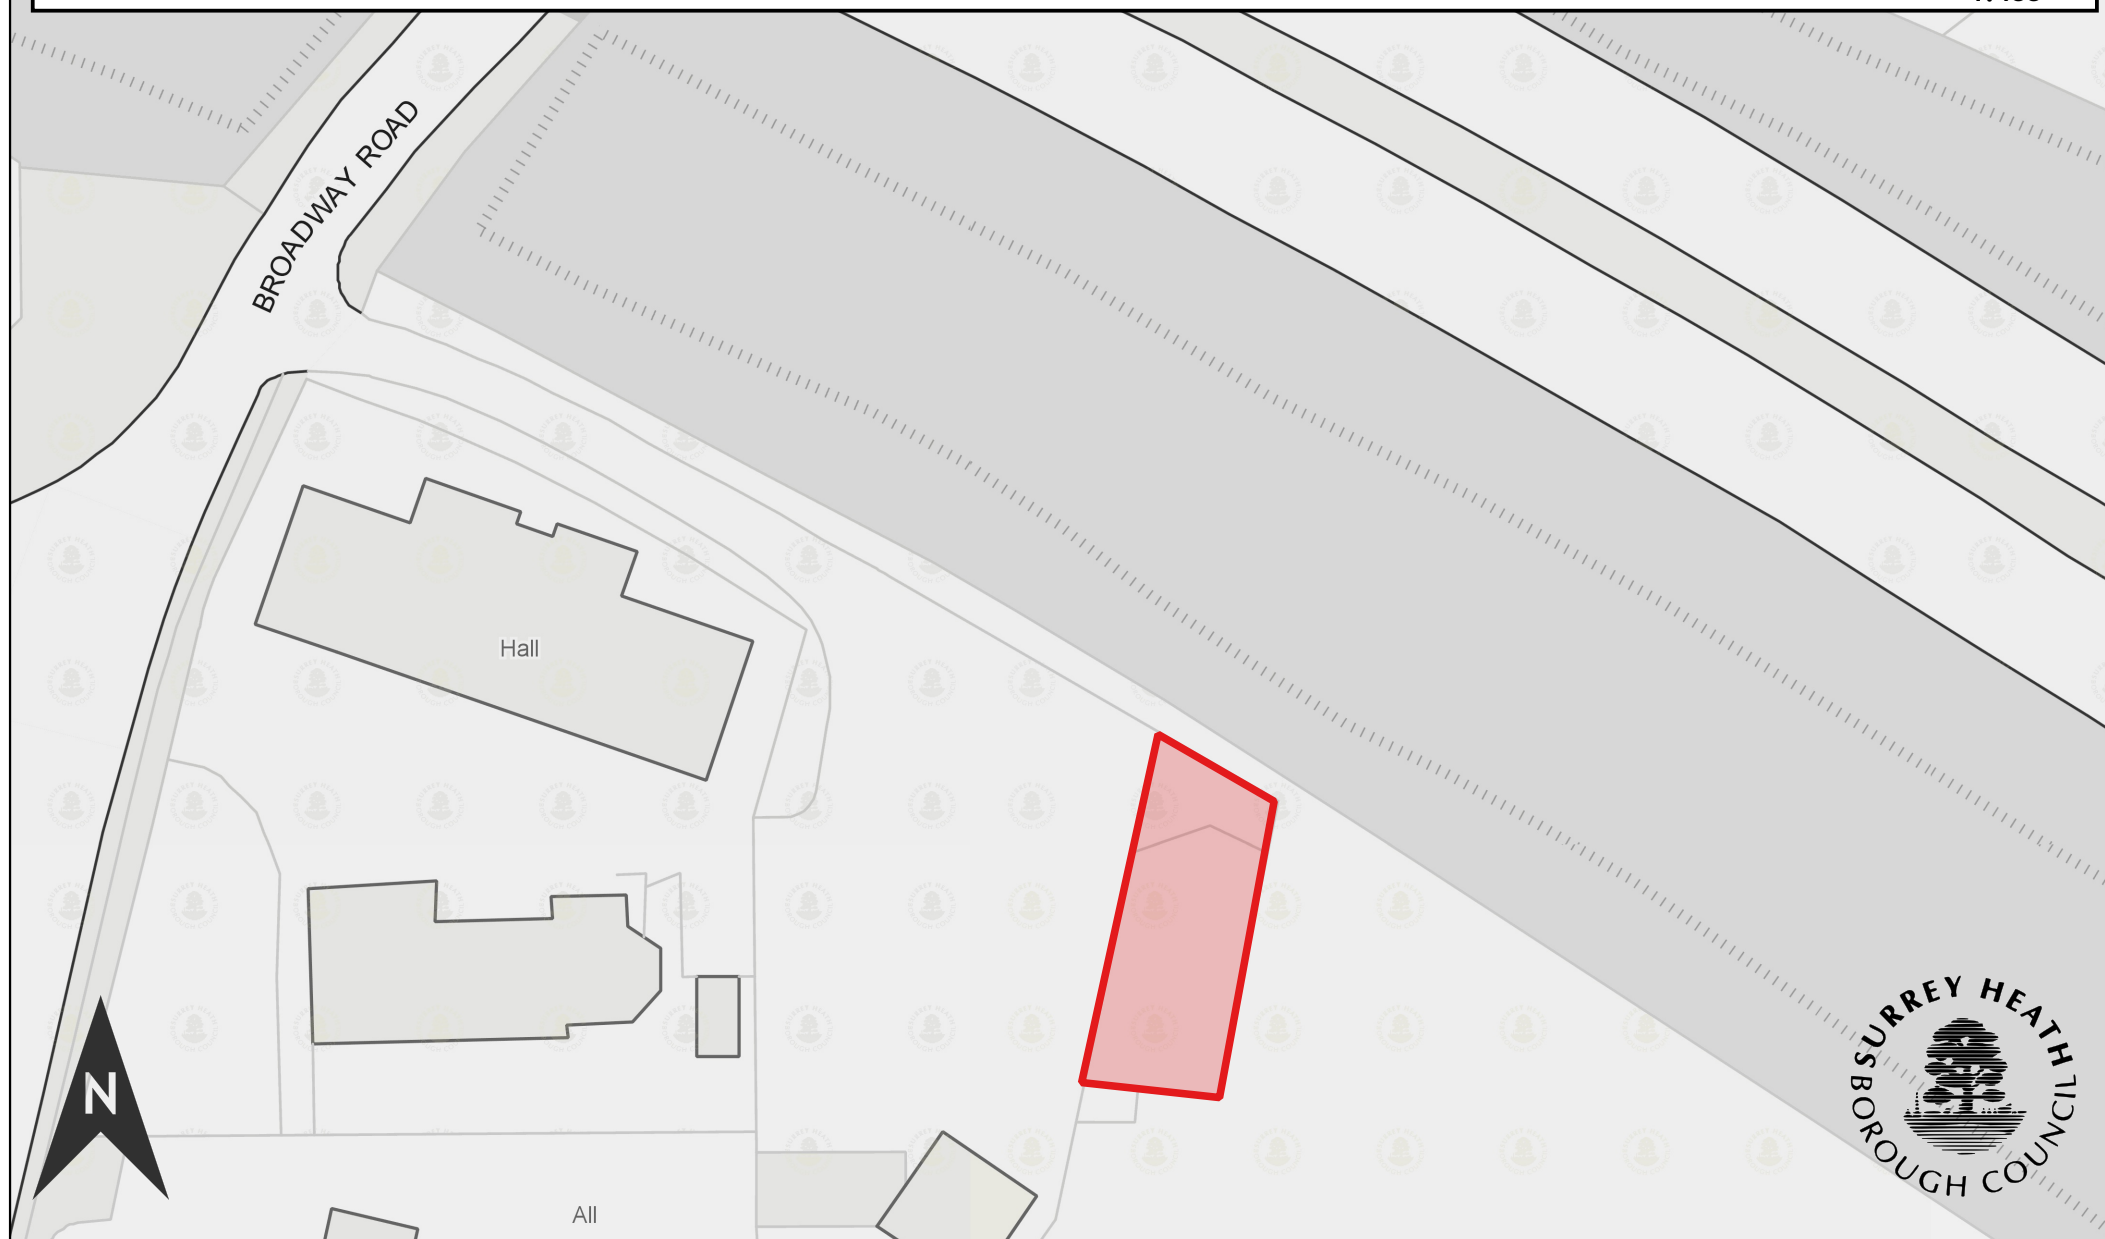 BROADWAY ROAD
Hall
N
All
SURREY HEATH
BOROUGH COUNCIL